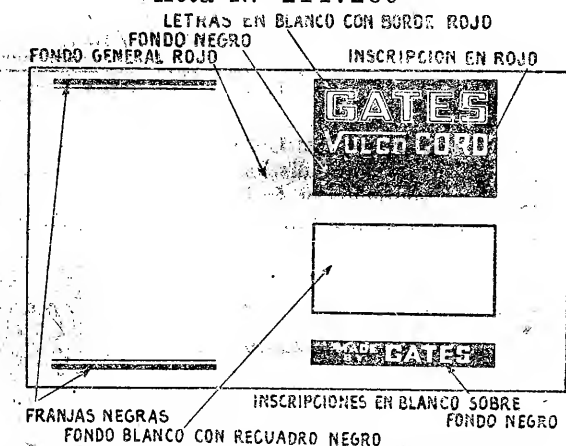 LETRAS EN BLANCO CON BORDE ROJO
FONDO NEGRO
FONDO GENERAL ROJO
INSCRIPCION EN ROJO
GATES
VULCO CORD
MADE BY GATES
INSCRIPCIONES EN BLANCO SOBRE
FONDO NEGRO
FRANJAS NEGRAS
FONDO BLANCO CON RECUADRO NEGRO